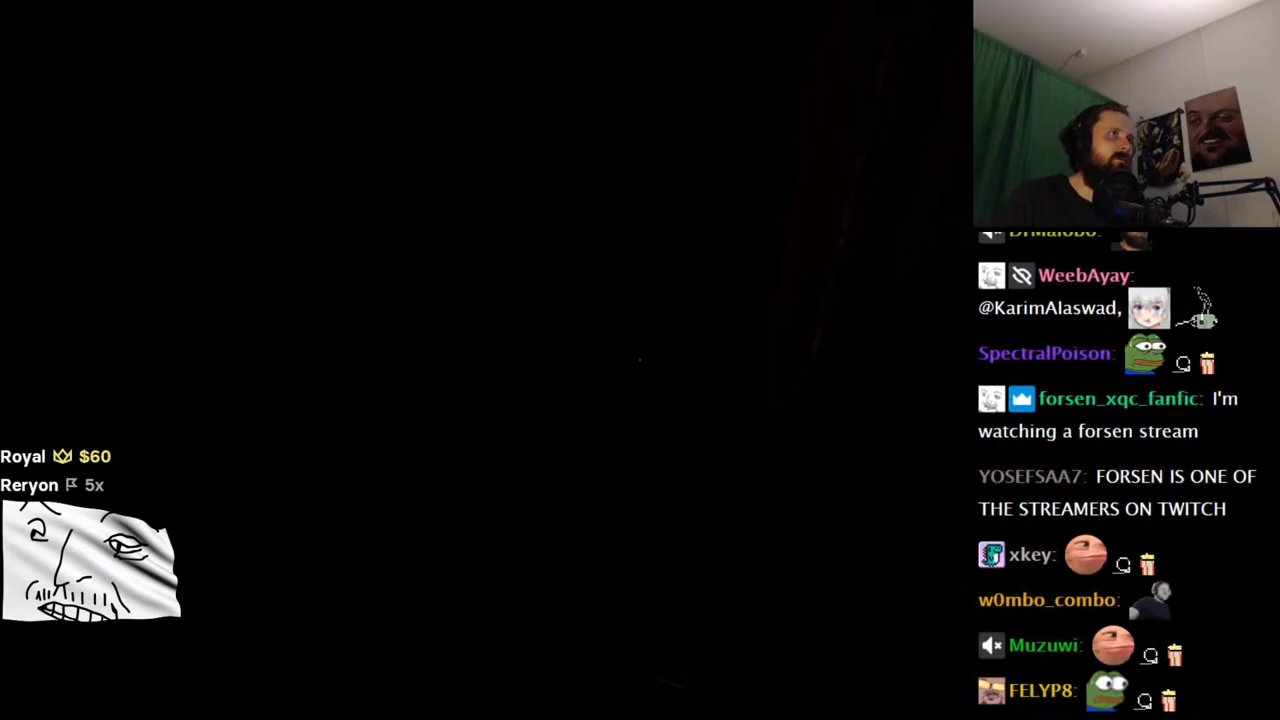 Royal $60
Reryon 5x
DrMalobo:
WeebAyay:
@KarimAlaswad,
SpectralPoison:
forsen_xqc_fanfic: I'm
watching a forsen stream
YOSEFSAA7: FORSEN IS ONE OF
THE STREAMERS ON TWITCH
xkey:
w0mbo_combo:
Muzuwi:
FELYP8: